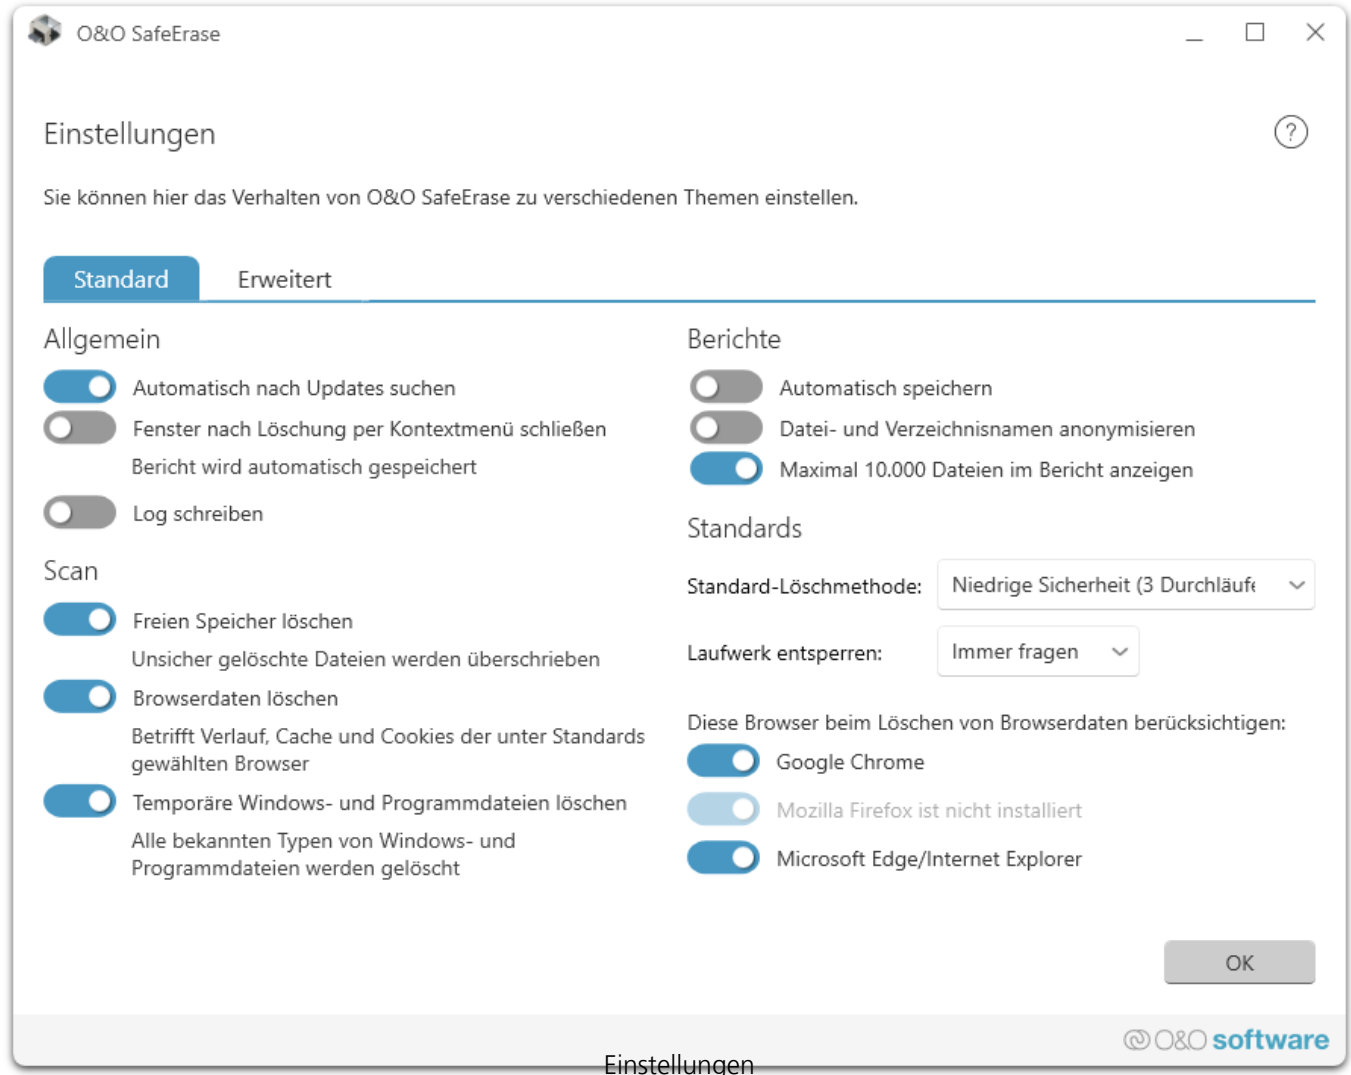 O&O SafeErase
Einstellungen
?
Sie können hier das Verhalten von O&O SafeErase zu verschiedenen Themen einstellen.
Standard
Erweitert
Allgemein
Automatisch nach Updates suchen
Fenster nach Löschung per Kontextmenü schließen
Bericht wird automatisch gespeichert
Log schreiben
Scan
Freien Speicher löschen
Unsicher gelöschte Dateien werden überschrieben
Browserdaten löschen
Betrifft Verlauf, Cache und Cookies der unter Standards
gewählten Browser
Temporäre Windows- und Programmdateien löschen
Alle bekannten Typen von Windows- und
Programmdateien werden gelöscht
Berichte
Automatisch speichern
Datei- und Verzeichnisnamen anonymisieren
Maximal 10.000 Dateien im Bericht anzeigen
Standards
Standard-Löschmethode: Niedrige Sicherheit (3 Durchläufe
Laufwerk entsperren: Immer fragen
Diese Browser beim Löschen von Browserdaten berücksichtigen:
Google Chrome
Mozilla Firefox ist nicht installiert
Microsoft Edge/Internet Explorer
OK
O&O software
Einstellungen